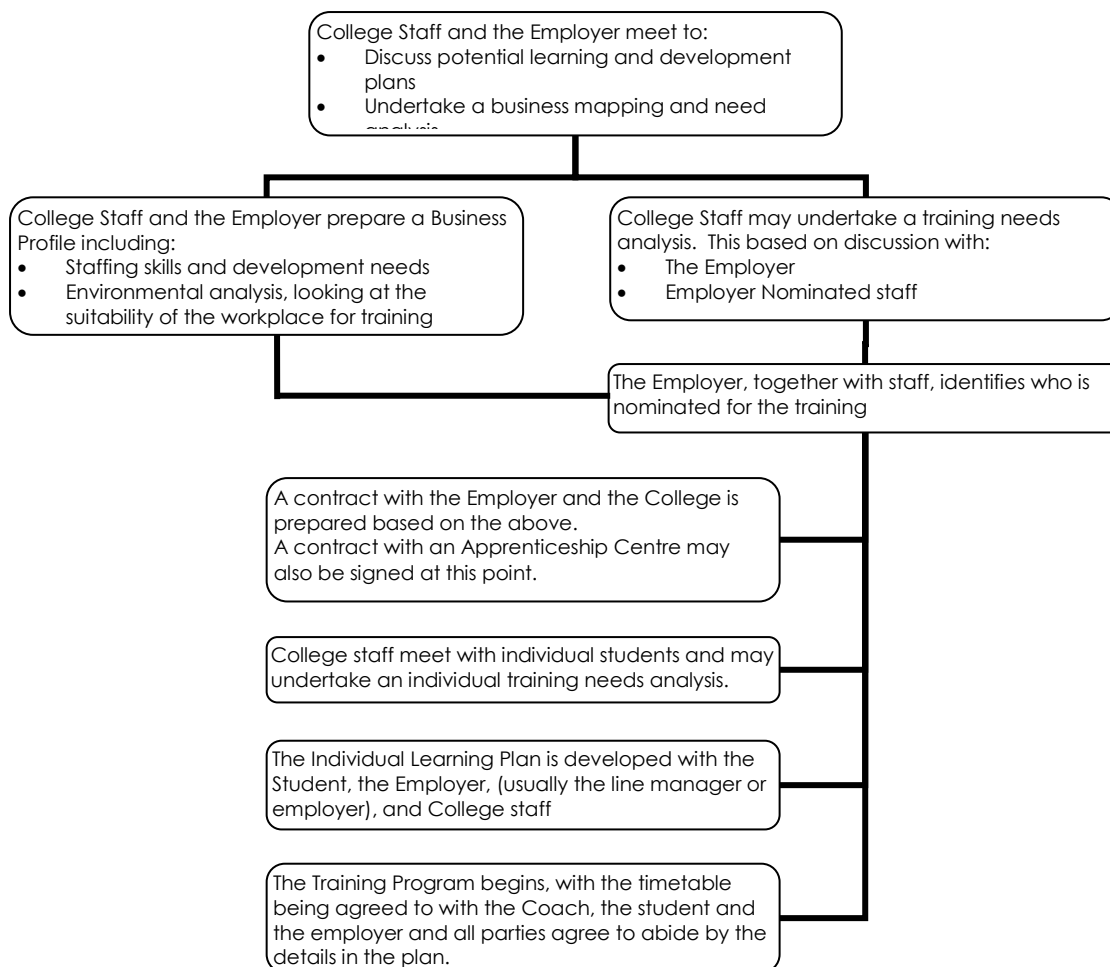 College Staff and the Employer meet to:
• Discuss potential learning and development
plans
• Undertake a business mapping and need
analysis
College Staff and the Employer prepare a Business
Profile including:
• Staffing skills and development needs
• Environmental analysis, looking at the
suitability of the workplace for training
College Staff may undertake a training needs
analysis. This based on discussion with:
• The Employer
• Employer Nominated staff
The Employer, together with staff, identifies who is
nominated for the training
A contract with the Employer and the College is
prepared based on the above.
A contract with an Apprenticeship Centre may
also be signed at this point.
College staff meet with individual students and may
undertake an individual training needs analysis.
The Individual Learning Plan is developed with the
Student, the Employer, (usually the line manager or
employer), and College staff
The Training Program begins, with the timetable
being agreed to with the Coach, the student and
the employer and all parties agree to abide by the
details in the plan.